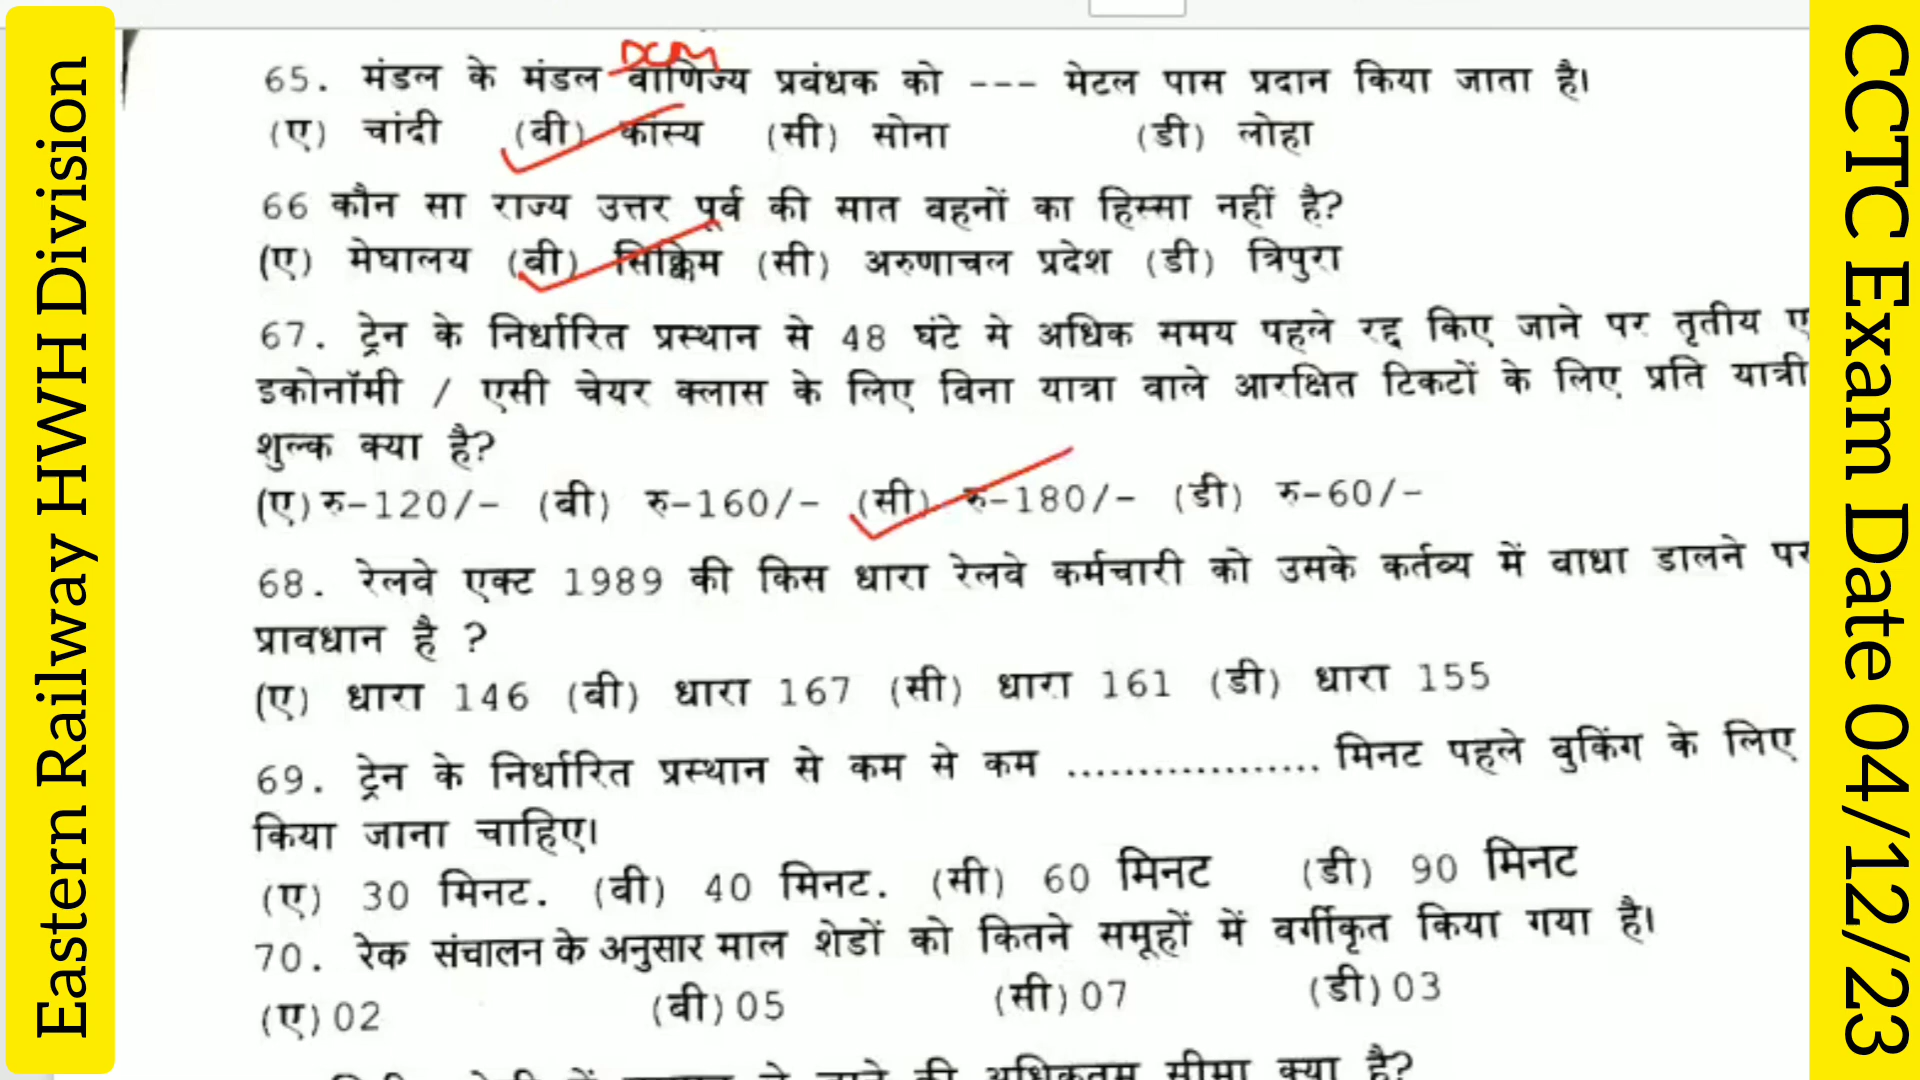 Eastern Railway HWH Division
DCM
65. मंडल के मंडल वाणिज्य प्रबंधक को --- मेटल पास प्रदान किया जाता है।
(ए) चांदी (बी) कांस्य (सी) सोना (डी) लोहा
66 कौन सा राज्य उत्तर पूर्व की सात बहनों का हिस्सा नहीं है?
(ए) मेघालय (बी) सिक्किम (सी) अरुणाचल प्रदेश (डी) त्रिपुरा
67. ट्रेन के निर्धारित प्रस्थान से 48 घंटे मे अधिक समय पहले रद्द किए जाने पर तृतीय ए
इकोनॉमी / एसी चेयर क्लास के लिए बिना यात्रा वाले आरक्षित टिकटों के लिए प्रति यात्री
शुल्क क्या है?
(ए) रु-120/- (बी) रु-160/- (सी) रु-180/- (डी) रु-60/-
68. रेलवे एक्ट 1989 की किस धारा रेलवे कर्मचारी को उसके कर्तव्य में बाधा डालने पर
प्रावधान है ?
(ए) धारा 146 (बी) धारा 167 (सी) धारा 161 (डी) धारा 155
69. ट्रेन के निर्धारित प्रस्थान से कम से कम .................. मिनट पहले बुकिंग के लिए
किया जाना चाहिए।
(ए) 30 मिनट. (बी) 40 मिनट. (सी) 60 मिनट (डी) 90 मिनट
70. रेक संचालन के अनुसार माल शेडों को कितने समूहों में वर्गीकृत किया गया है।
(ए) 02 (बी) 05 (सी) 07 (डी) 03
की अधिकतम सीमा क्या है?
CCTC Exam Date 04/12/23